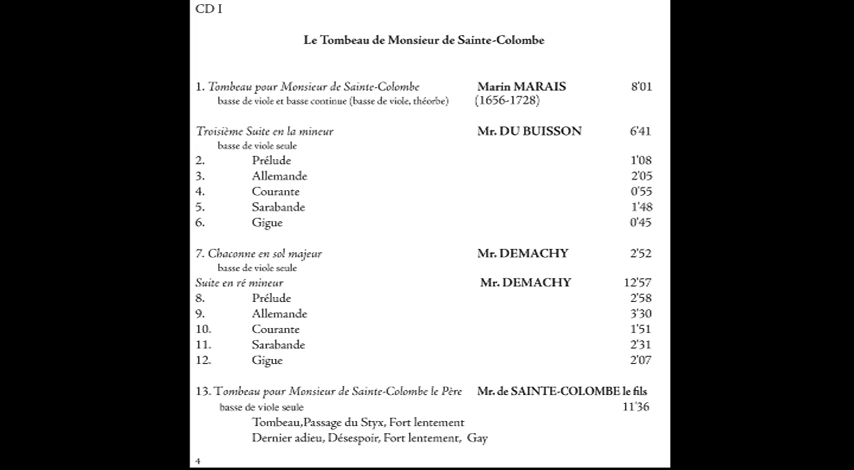 CD I
Le Tombeau de Monsieur de Sainte-Colombe
1. Tombeau pour Monsieur de Sainte-Colombe Marin MARAIS 8'01
basse de viole et basse continue (basse de viole, théorbe) (1656-1728)
Troisième Suite en la mineur Mr. DU BUISSON 6'41
basse de viole seule
2. Prélude 1'08
3. Allemande 2'05
4. Courante 0'55
5. Sarabande 1'48
6. Gigue 0'45
7. Chaconne en sol majeur Mr. DEMACHY 2'52
basse de viole seule
Suite en ré mineur Mr. DEMACHY 12'57
8. Prélude 2'58
9. Allemande 3'30
10. Courante 1'51
11. Sarabande 2'31
12. Gigue 2'07
13. Tombeau pour Monsieur de Sainte-Colombe le Père Mr. de SAINTE-COLOMBE le fils
basse de viole seule 11'36
Tombeau,Passage du Styx, Fort lentement
Dernier adieu, Désespoir, Fort lentement, Gay
4